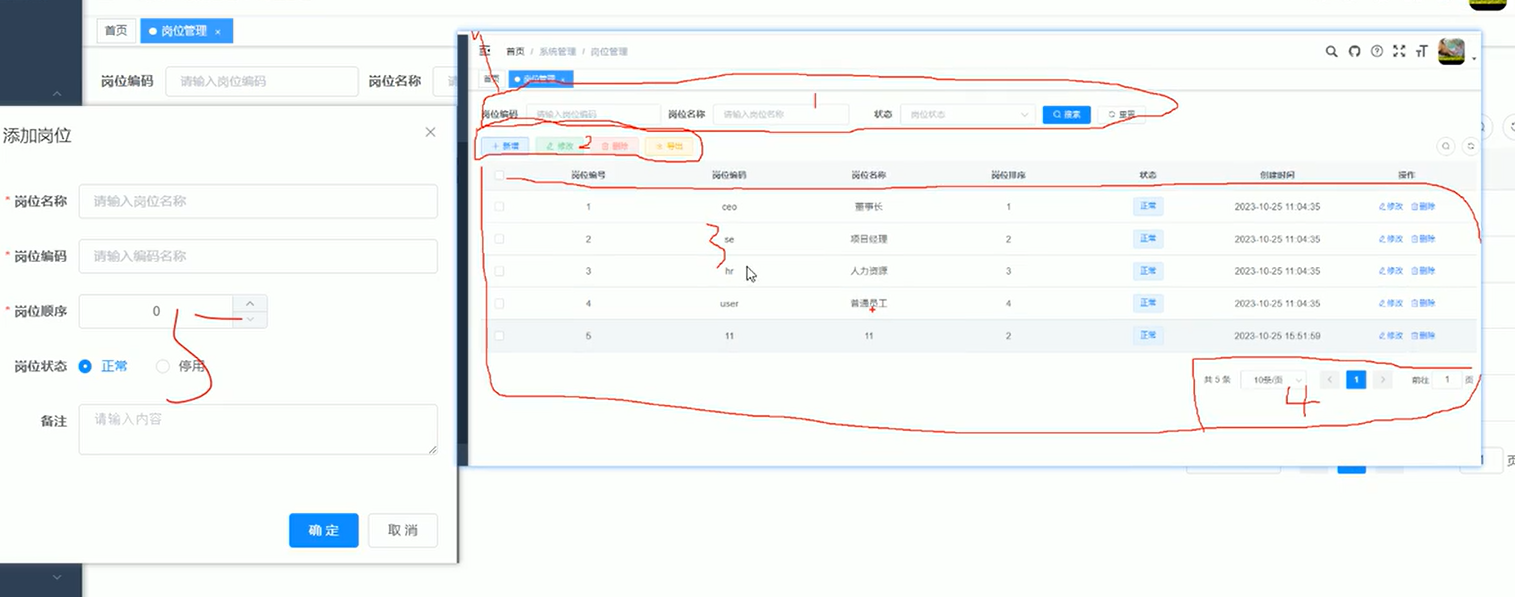 首页 岗位管理 ×
岗位编码 请输入岗位编码 岗位名称 请
添加岗位 ×
* 岗位名称 请输入岗位名称
* 岗位编码 请输入编码名称
* 岗位顺序 0
岗位状态 正常 停用
备注 请输入内容
确 定 取 消
5
首页 / 系统管理 / 岗位管理
首页 岗位管理 ×
岗位编码 请输入岗位编码 岗位名称 请输入岗位名称 状态 岗位状态 搜索 重置
1
+ 新增 修改 删除 导出
2
岗位编号 岗位编码 岗位名称 岗位排序 状态 创建时间 操作
1 ceo 董事长 1 正常 2023-10-25 11:04:35 修改 删除
2 se 项目经理 2 正常 2023-10-25 11:04:35 修改 删除
3 hr 人力资源 3 正常 2023-10-25 11:04:35 修改 删除
4 user 普通员工 4 正常 2023-10-25 11:04:35 修改 删除
5 11 11 2 正常 2023-10-25 15:51:59 修改 删除
3
共 5 条 10条/页 < 1 > 前往 1 页
4
页